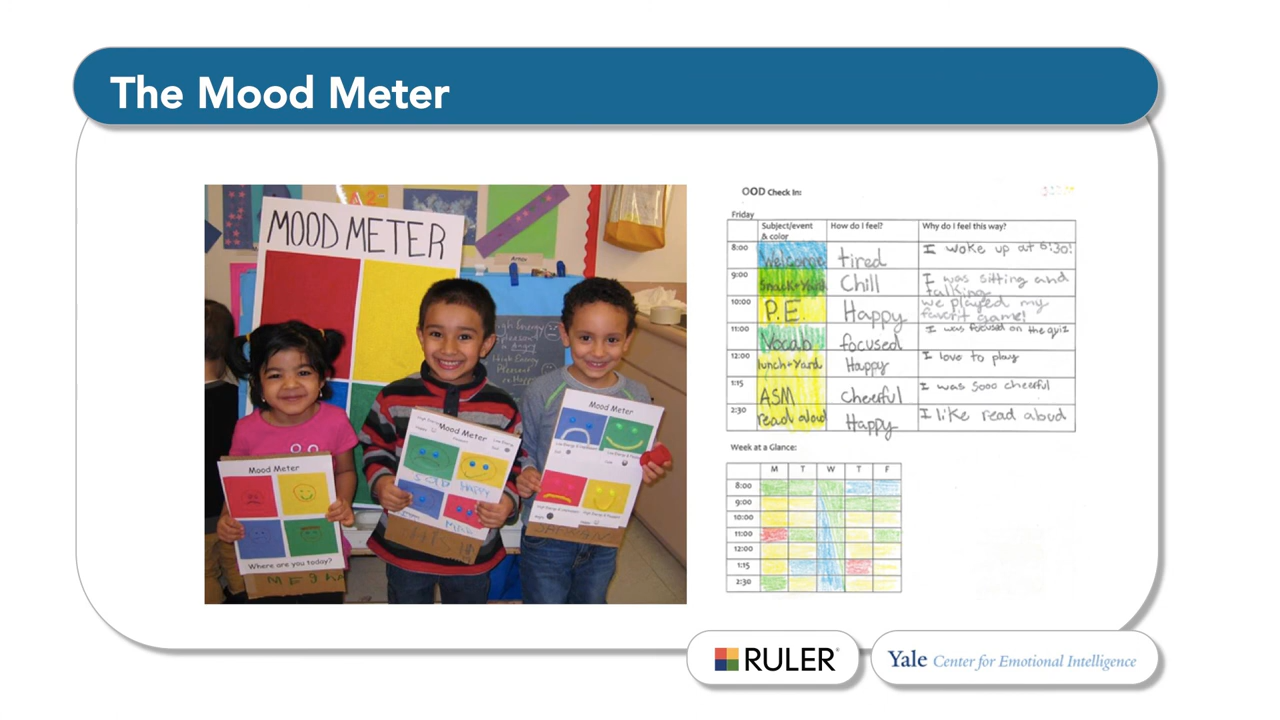 The Mood Meter
MOOD METER
Amor
High Energy
Mood Meter
Where are you today?
Mood Meter
Happy
Mood Meter
OOD Check In:
Friday
Subject/event & color How do I feel? Why do I feel this way?
8:00 Welcome tired I woke up at 6:30!
9:00 Snack+Yard Chill I was sitting and talking
10:00 P.E. Happy we played my favorit game!
11:00 Vocab focused I was focused on the quiz
12:00 lunch+Yard Happy I love to play
1:15 ASM Cheerful I was sooo cheerful
2:30 read aloud Happy I like read aloud
Week at a Glance:
M T W T F
8:00
9:00
10:00
11:00
12:00
1:15
2:30
RULER
Yale Center for Emotional Intelligence